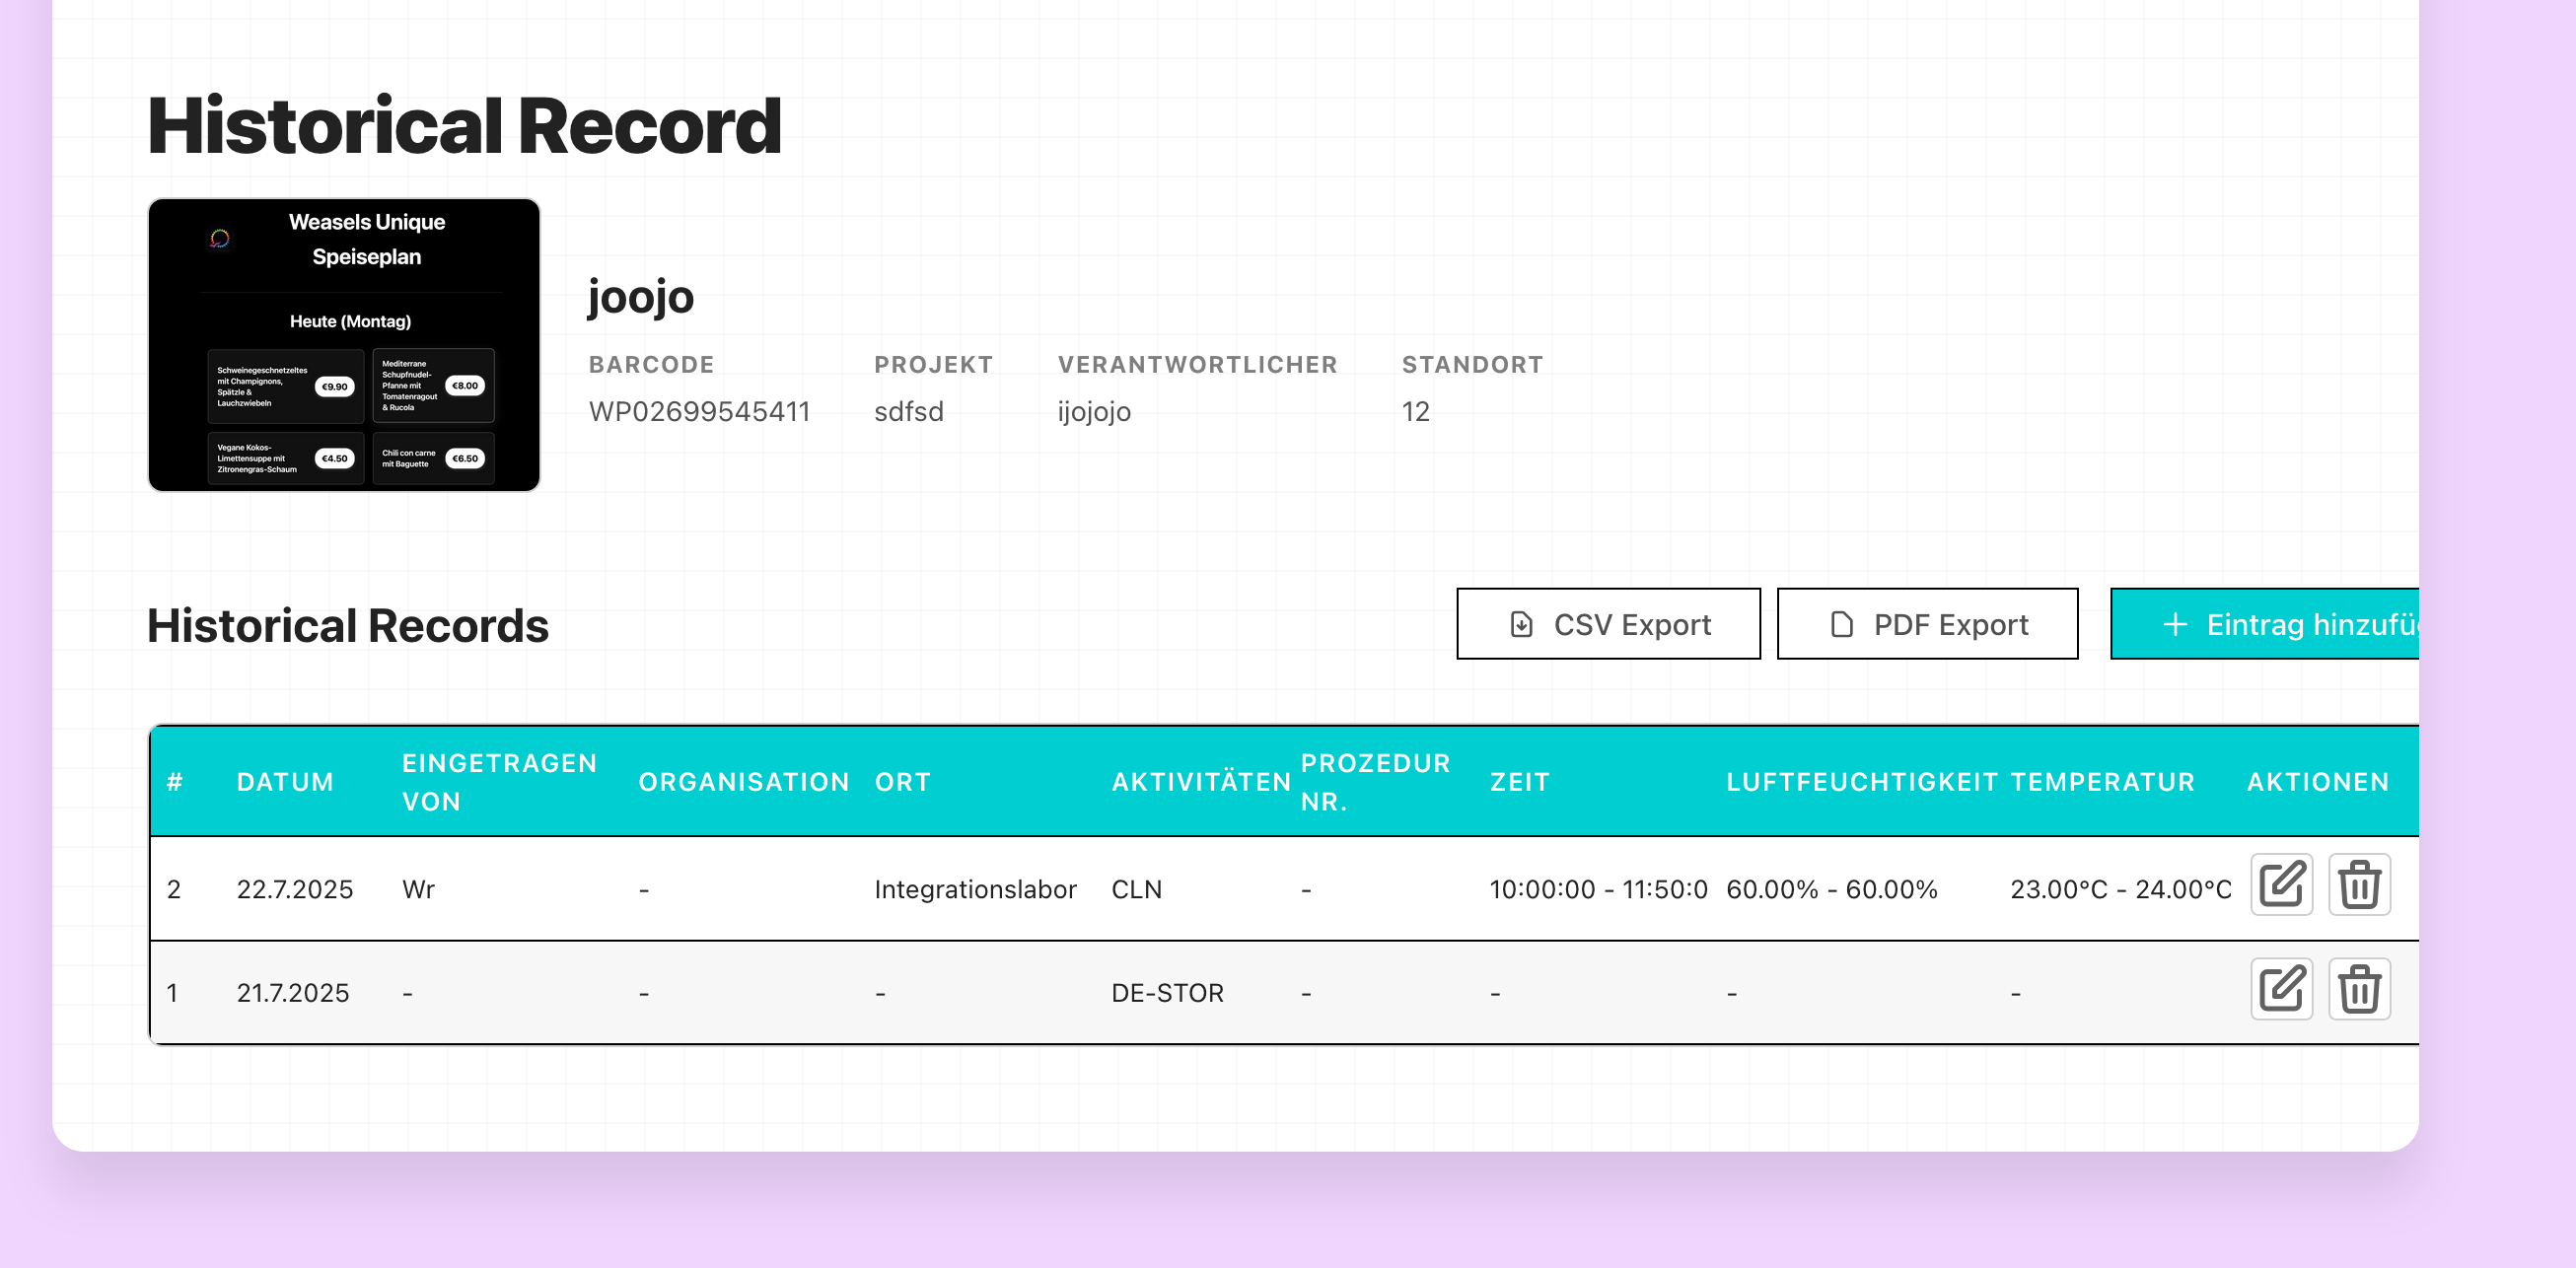 Historical Record
Weasels Unique
Speiseplan
Heute (Montag)
Schweinegeschnetzeltes
mit Champignons,
Spätzle &
Lauchzwiebeln
€9.90
Mediterrane
Schupfnudel-
Pfanne mit
Tomatenragout
& Rucola
€8.00
Vegane Kokos-
Limettensuppe mit
Zitronengras-Schaum
€4.50
Chili con carne
mit Baguette
€6.50
joojo
BARCODE PROJEKT VERANTWORTLICHER STANDORT
WP02699545411 sdfsd ijojojo 12
Historical Records
CSV Export
PDF Export
Eintrag hinzufüg
# DATUM EINGETRAGEN VON ORGANISATION ORT AKTIVITÄTEN PROZEDUR NR. ZEIT LUFTFEUCHTIGKEIT TEMPERATUR AKTIONEN
2 22.7.2025 Wr - Integrationslabor CLN - 10:00:00 - 11:50:0 60.00% - 60.00% 23.00°C - 24.00°C
1 21.7.2025 - - - DE-STOR - - - -